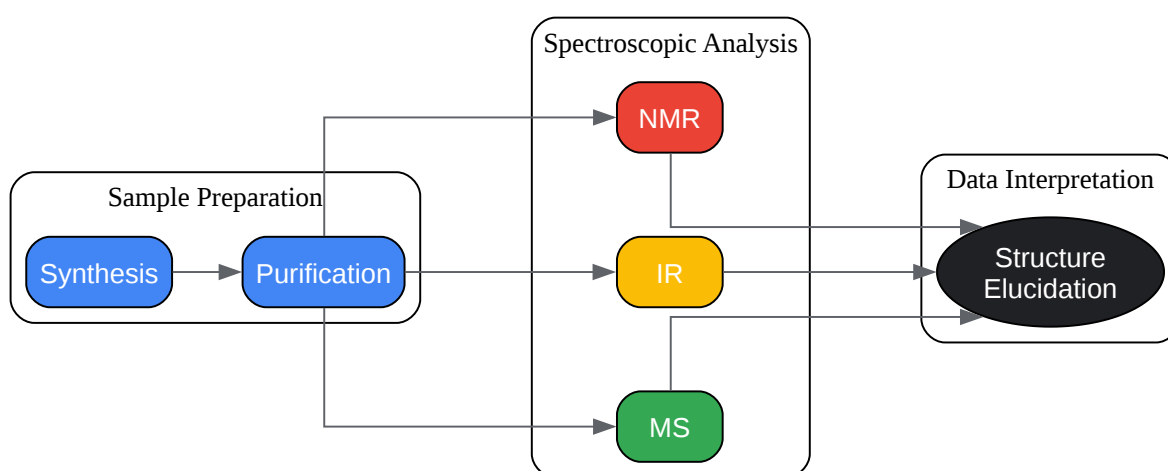 Sample Preparation
Synthesis
Purification
Spectroscopic Analysis
NMR
IR
MS
Data Interpretation
Structure
Elucidation